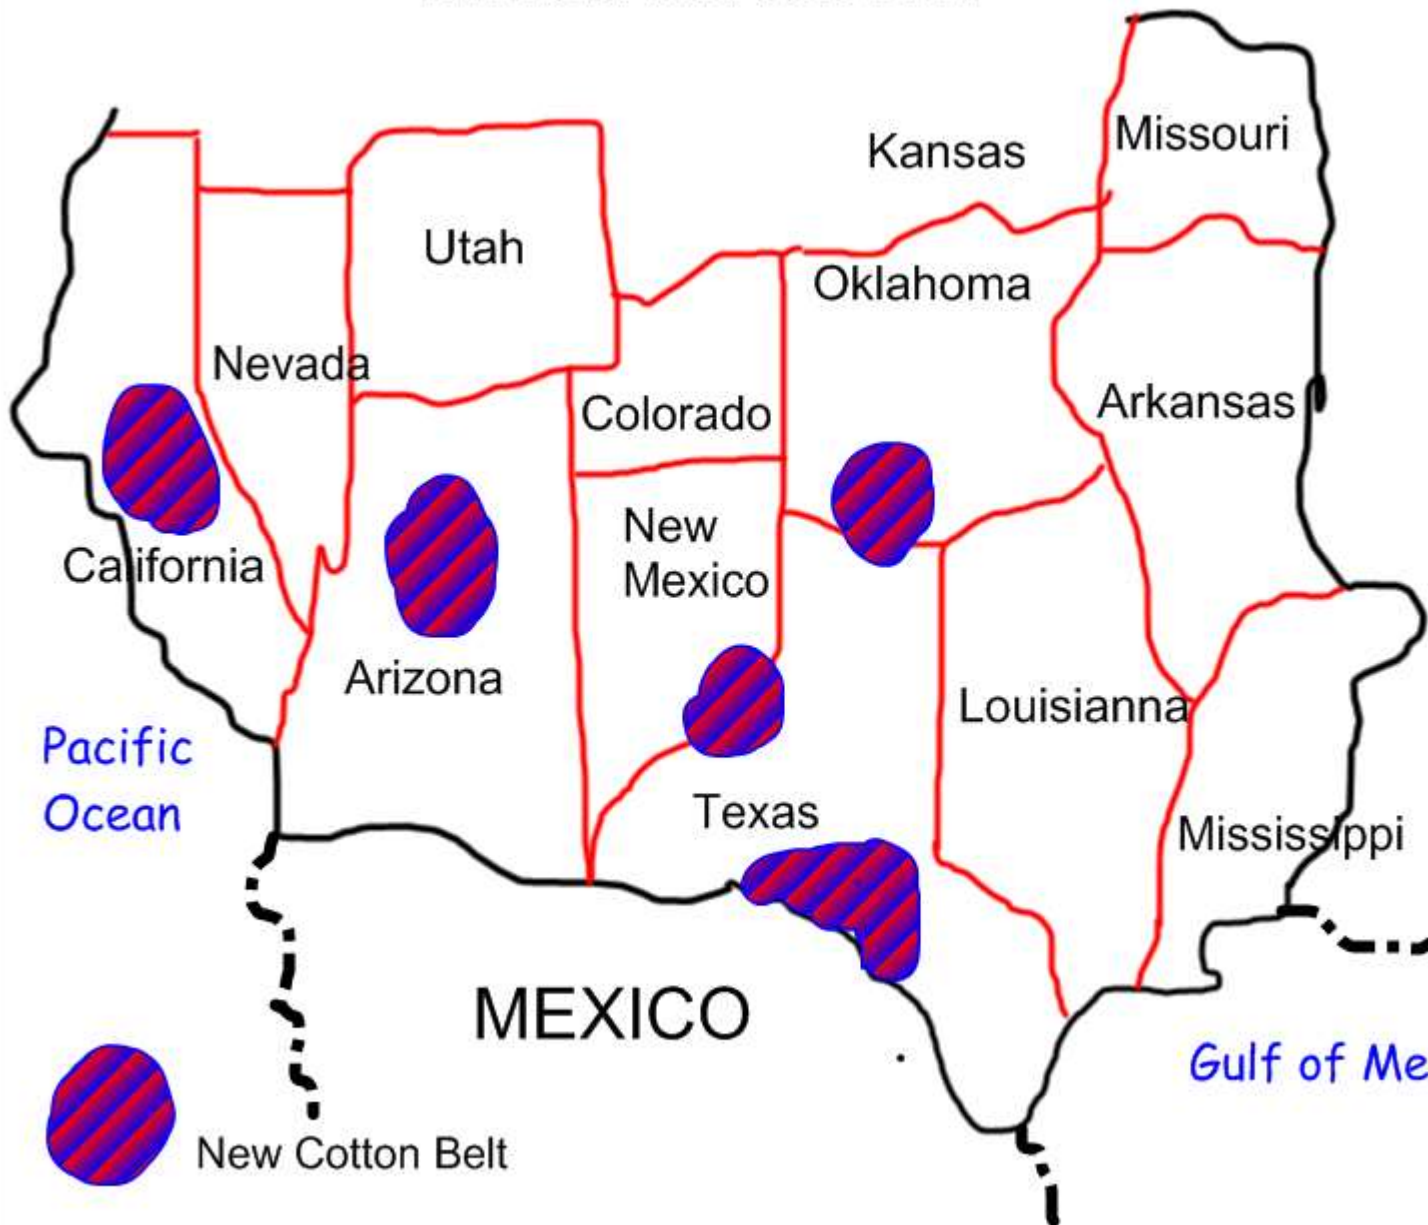 Missouri
Kansas
Utah
Oklahoma
Nevada
Colorado
Arkansas
New
Mexico
California
Arizona
Louisianna
Pacific
Ocean
Texas
Mississippi
MEXICO
Gulf of Me
New Cotton Belt